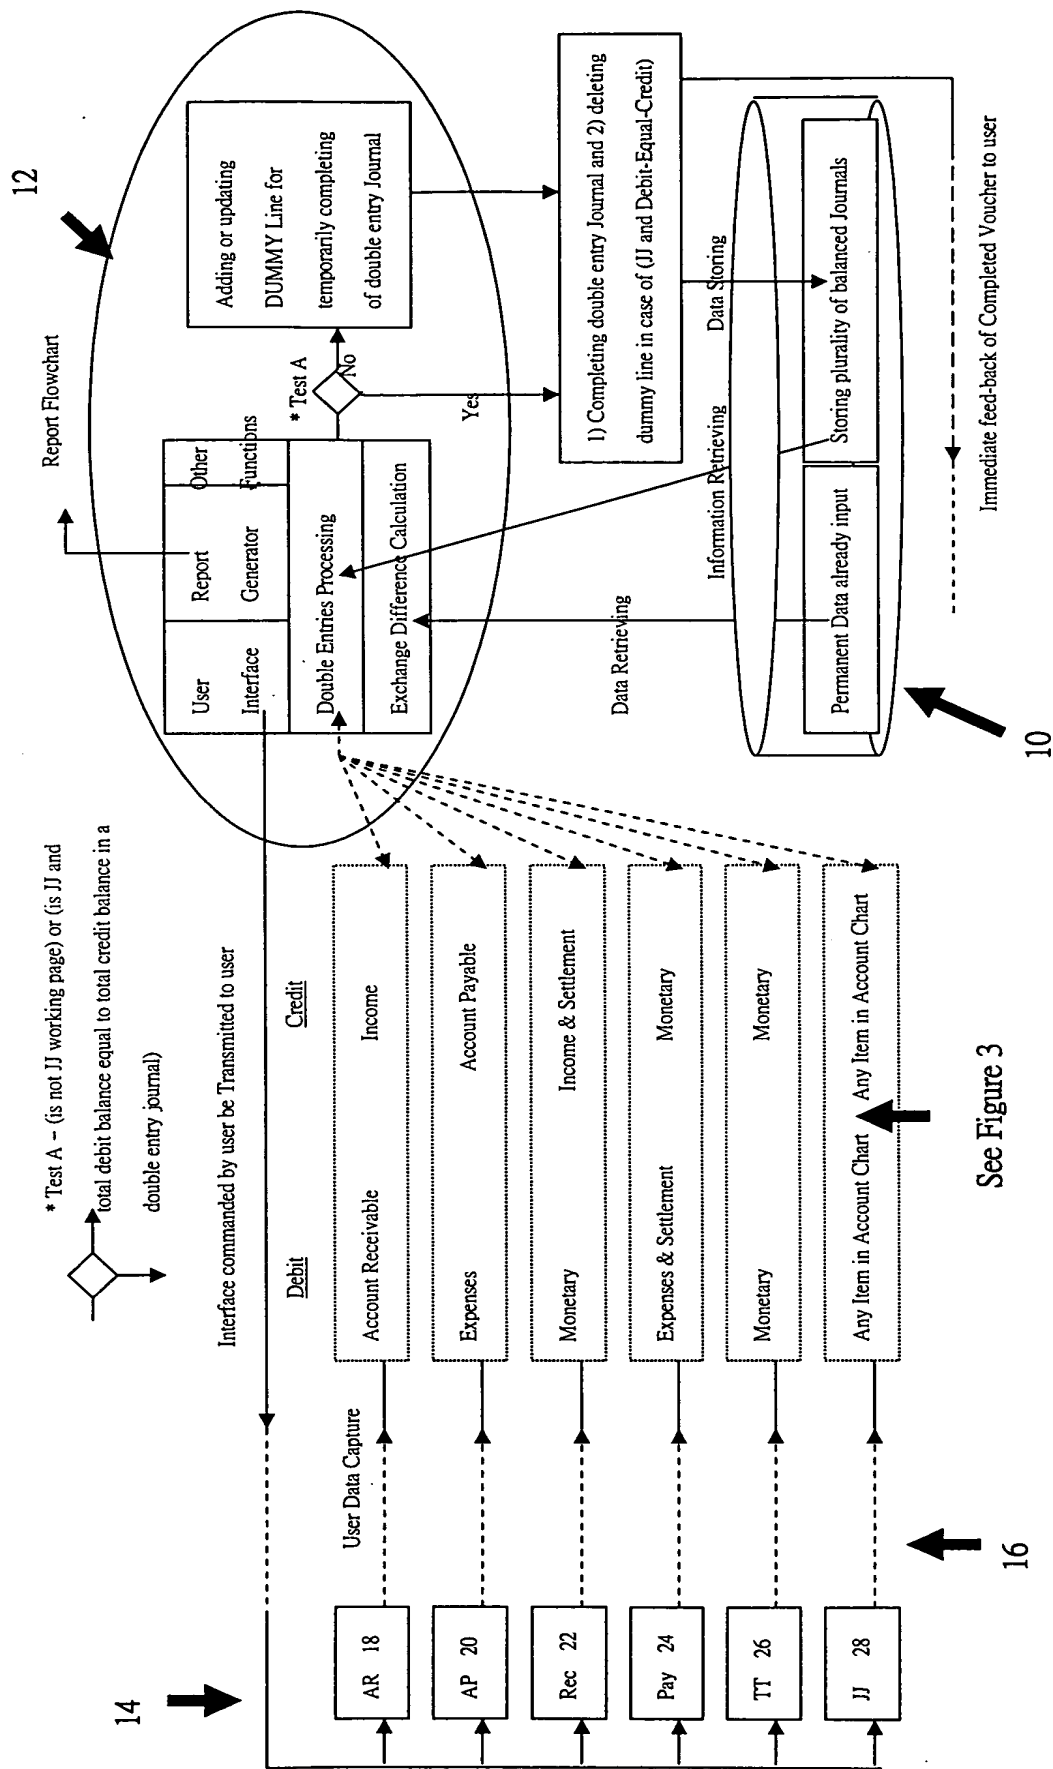 12
Report Flowchart
User
Interface
Report
Generator
Other
Functions
Double Entries Processing
Exchange Difference Calculation
* Test A
No
Yes
Adding or updating
DUMMY Line for
temporarily completing
of double entry Journal
1) Completing double entry Journal and 2) deleting
dummy line in case of (JJ and Debit-Equal-Credit)
Data Retrieving
Information Retrieving
Data Storing
Permanent Data already input
Storing plurality of balanced Journals
Immediate feed-back of Completed Voucher to user
10
* Test A – (is not JJ working page) or (is JJ and
total debit balance equal to total credit balance in a
double entry journal)
Interface commanded by user be Transmitted to user
Debit
Credit
Account Receivable
Income
Expenses
Account Payable
Monetary
Income & Settlement
Expenses & Settlement
Monetary
Monetary
Monetary
Any Item in Account Chart
Any Item in Account Chart
See Figure 3
User Data Capture
14
AR 18
AP 20
Rec 22
Pay 24
TT 26
JJ 28
16